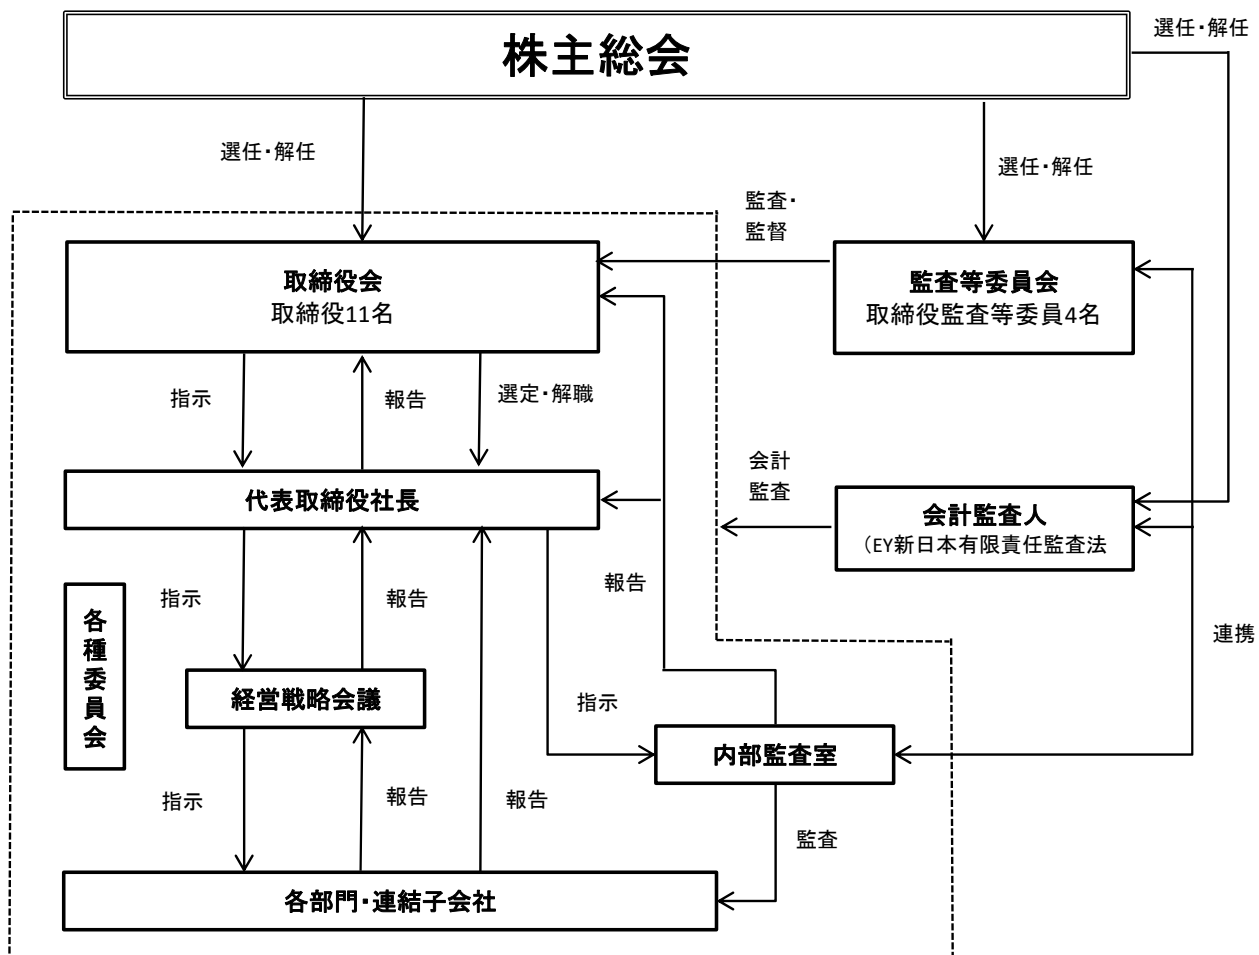 選任・解任
株主総会
選任・解任
選任・解任
監査・
監督
取締役会
取締役11名
監査等委員会
取締役監査等委員4名
指示
報告
選定・解職
会計
監査
代表取締役社長
会計監査人
（EY新日本有限責任監査法
指示
報告
報告
各種委員会
連携
経営戦略会議
指示
内部監査室
指示
報告
報告
監査
各部門・連結子会社